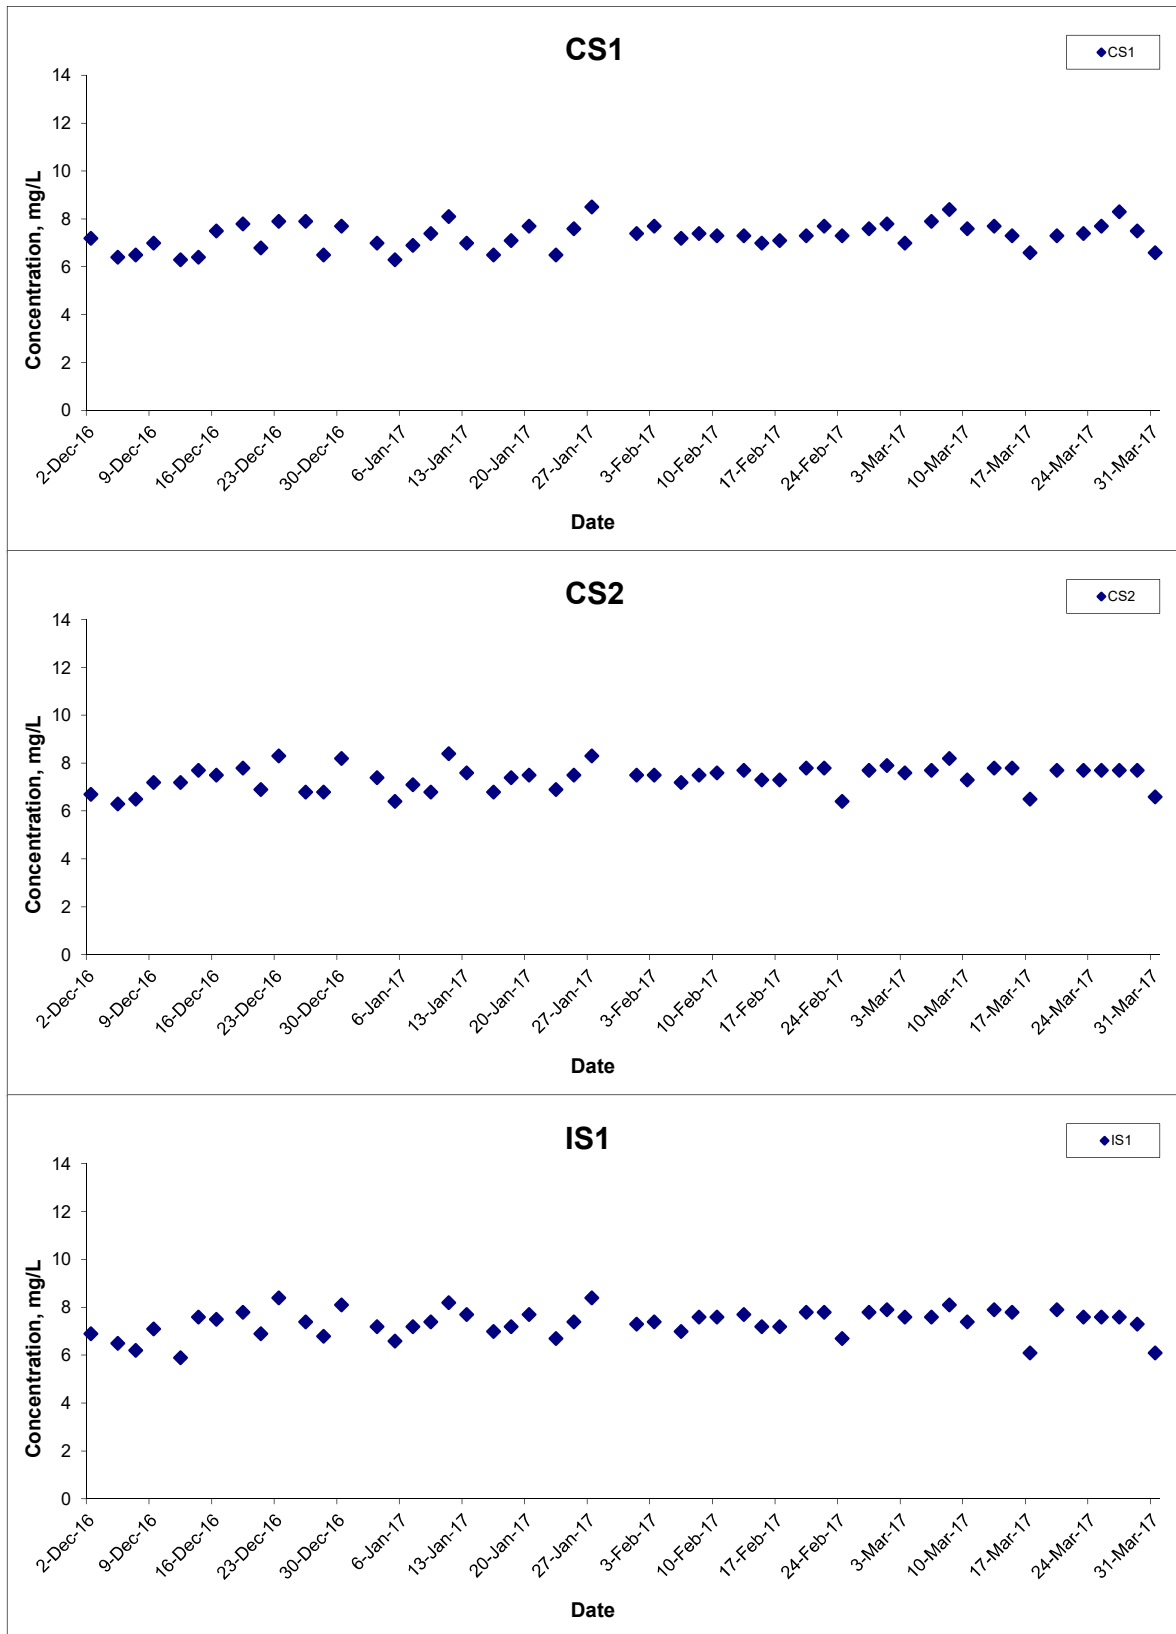 CS1
CS1
Concentration, mg/L
14
12
10
8
6
4
2
0
2-Dec-16
9-Dec-16
16-Dec-16
23-Dec-16
30-Dec-16
6-Jan-17
13-Jan-17
20-Jan-17
27-Jan-17
3-Feb-17
10-Feb-17
17-Feb-17
24-Feb-17
3-Mar-17
10-Mar-17
17-Mar-17
24-Mar-17
31-Mar-17
Date
CS2
CS2
Concentration, mg/L
14
12
10
8
6
4
2
0
2-Dec-16
9-Dec-16
16-Dec-16
23-Dec-16
30-Dec-16
6-Jan-17
13-Jan-17
20-Jan-17
27-Jan-17
3-Feb-17
10-Feb-17
17-Feb-17
24-Feb-17
3-Mar-17
10-Mar-17
17-Mar-17
24-Mar-17
31-Mar-17
Date
IS1
IS1
Concentration, mg/L
14
12
10
8
6
4
2
0
2-Dec-16
9-Dec-16
16-Dec-16
23-Dec-16
30-Dec-16
6-Jan-17
13-Jan-17
20-Jan-17
27-Jan-17
3-Feb-17
10-Feb-17
17-Feb-17
24-Feb-17
3-Mar-17
10-Mar-17
17-Mar-17
24-Mar-17
31-Mar-17
Date